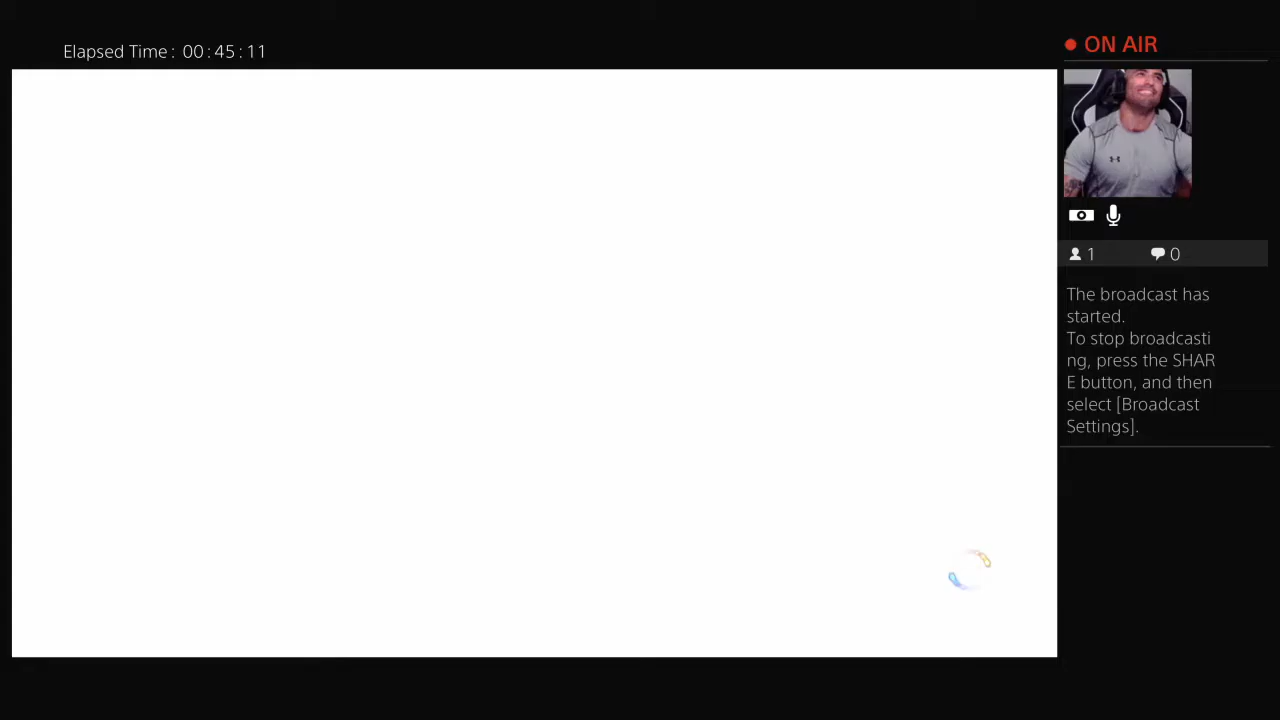 Elapsed Time : 00 : 45 : 11
ON AIR
1 0
The broadcast has
started.
To stop broadcasti
ng, press the SHAR
E button, and then
select [Broadcast
Settings].